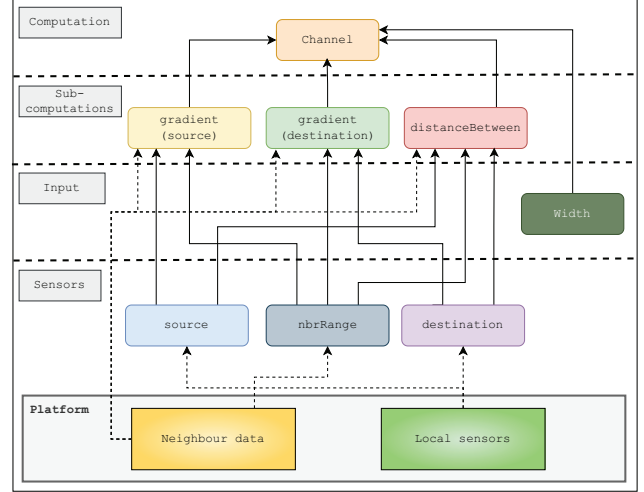 Computation
Channel
Sub-
computations
gradient
(source)
gradient
(destination)
distanceBetween
Input
Width
Sensors
source
nbrRange
destination
Platform
Neighbour data
Local sensors